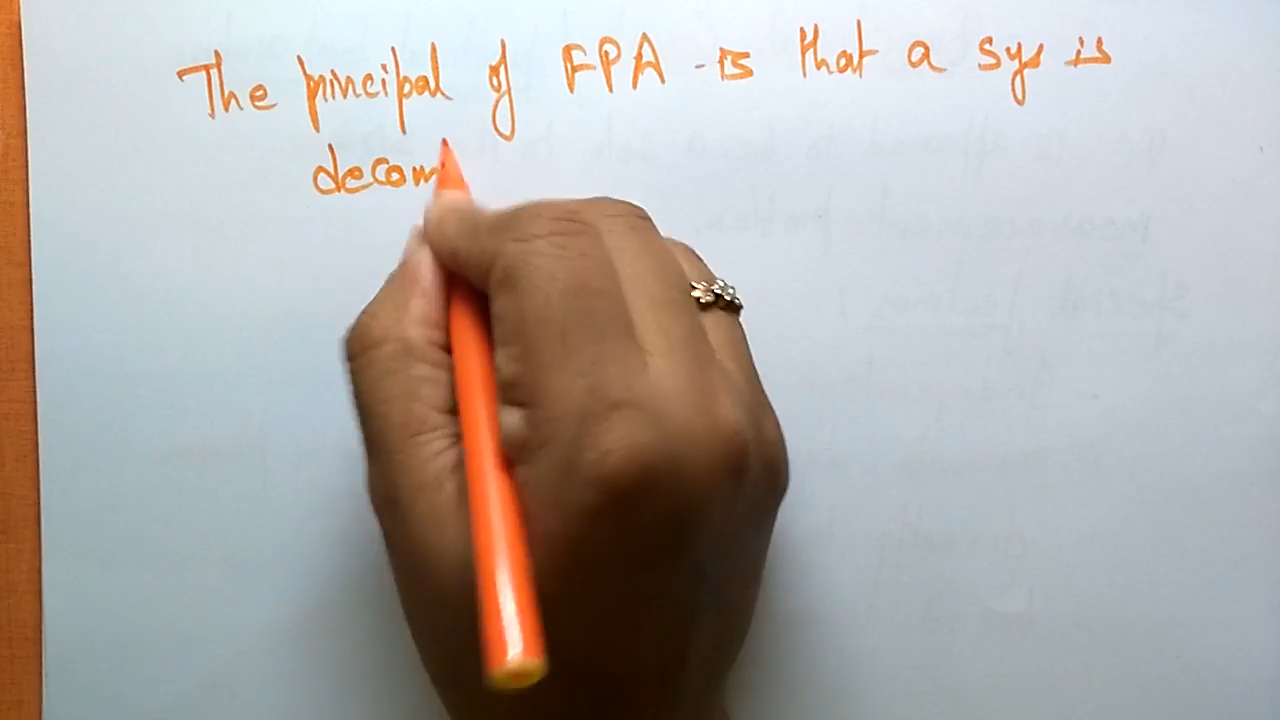 The principal of FPA is that a sys is
decom